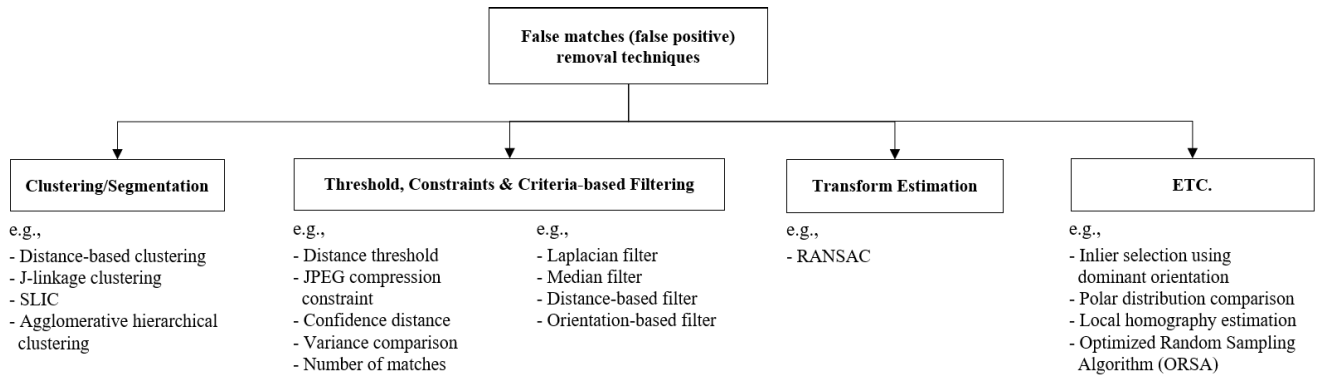 False matches (false positive)
removal techniques
Clustering/Segmentation
e.g.,
- Distance-based clustering
- J-linkage clustering
- SLIC
- Agglomerative hierarchical
clustering
Threshold, Constraints & Criteria-based Filtering
e.g.,
- Distance threshold
- JPEG compression
constraint
- Confidence distance
- Variance comparison
- Number of matches
e.g.,
- Laplacian filter
- Median filter
- Distance-based filter
- Orientation-based filter
Transform Estimation
e.g.,
- RANSAC
ETC.
e.g.,
- Inlier selection using
dominant orientation
- Polar distribution comparison
- Local homography estimation
- Optimized Random Sampling
Algorithm (ORSA)